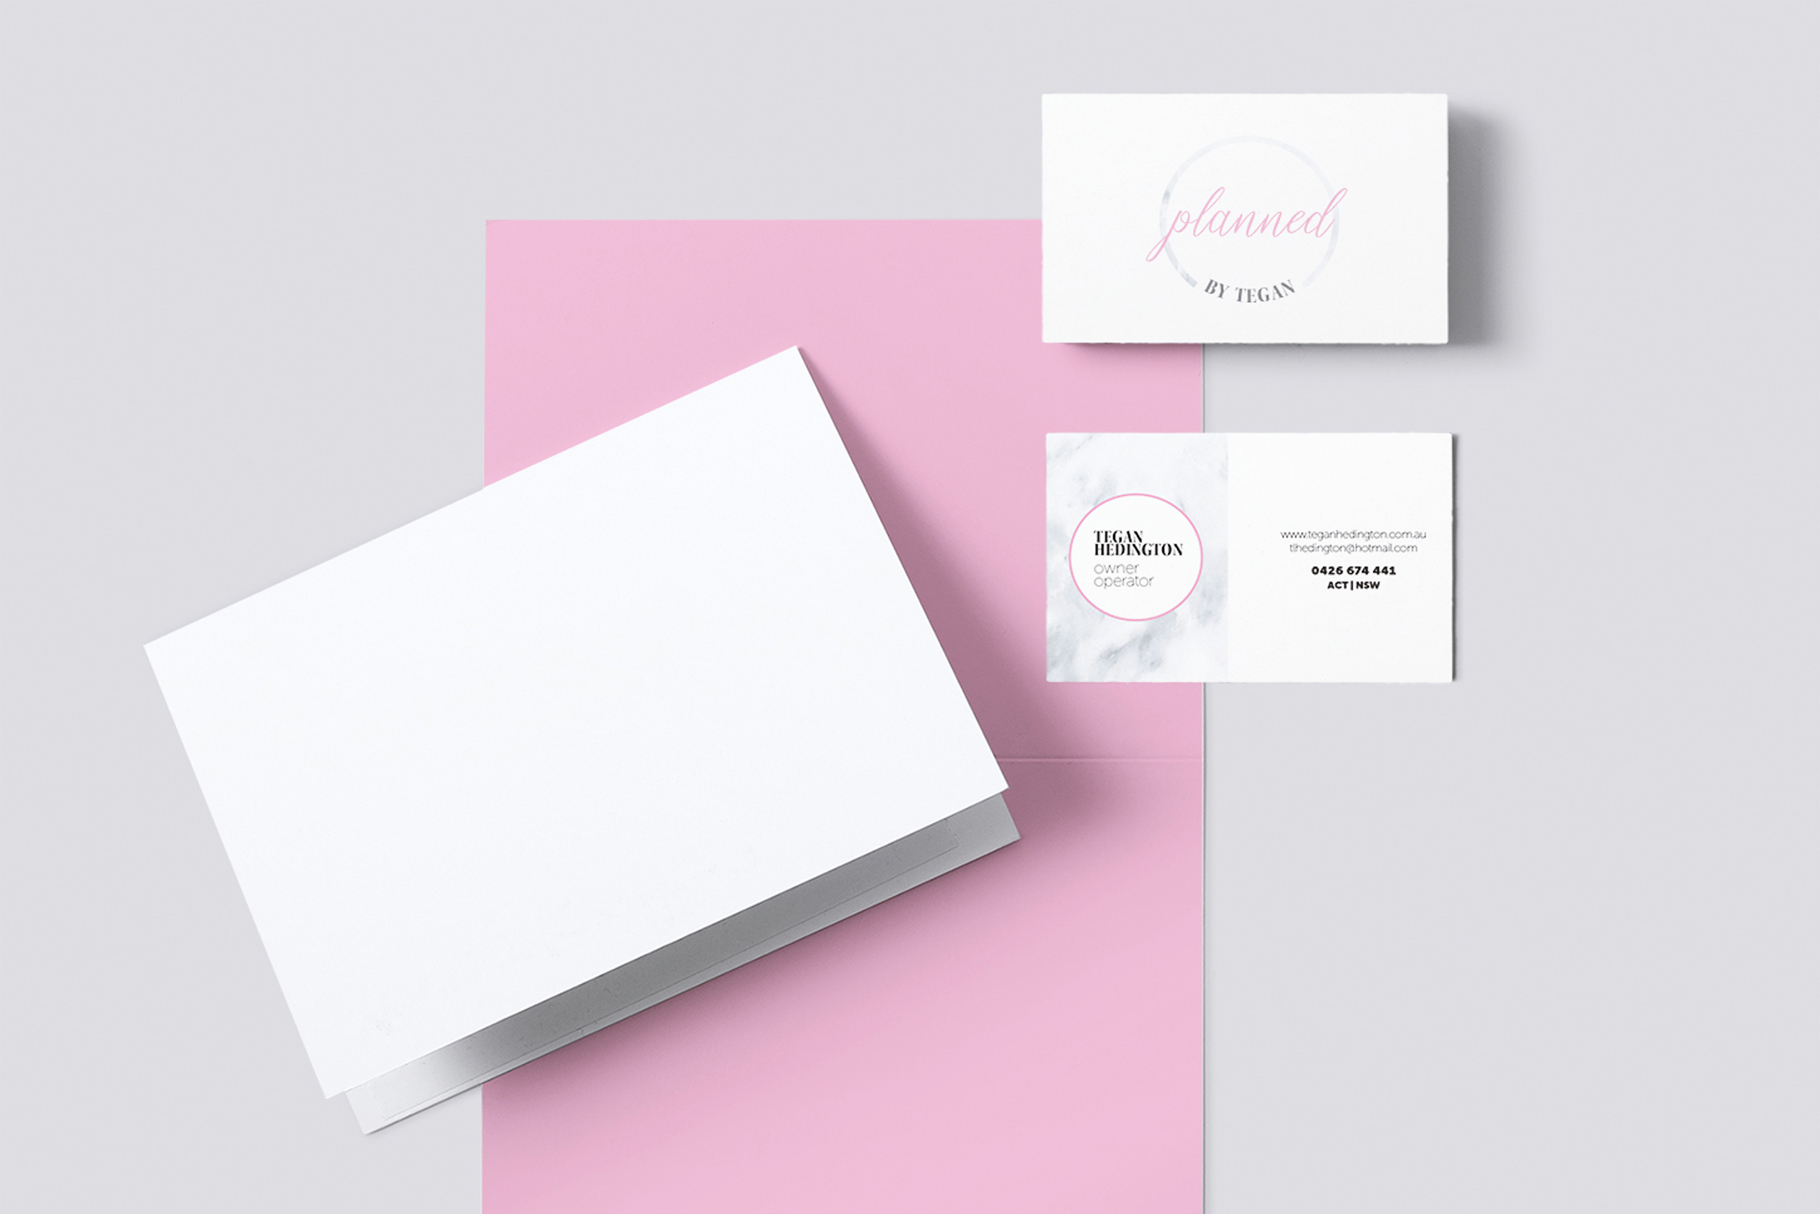 planned
BY TEGAN
TEGAN
HEDINGTON
owner
operator
www.teganhedington.com.au
tlhedington@hotmail.com
0426 674 441
ACT | NSW